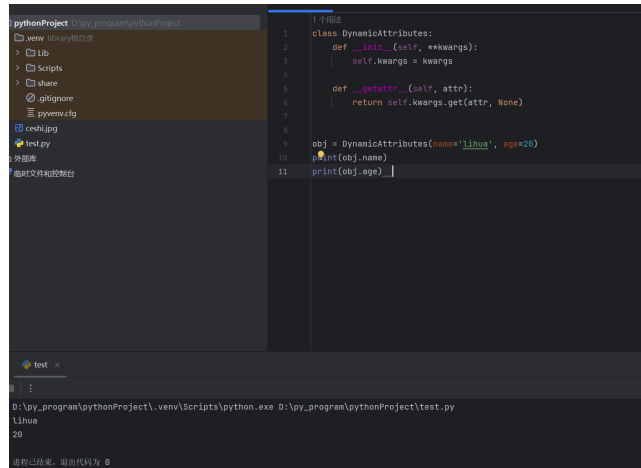 pythonProject D:\py_program\pythonProject
.venv library根目录
Lib
Scripts
share
.gitignore
pyvenv.cfg
ceshi.jpg
test.py
外部库
临时文件和控制台
1 个用法
1 class DynamicAttributes:
2 def __init__(self, **kwargs):
3 self.kwargs = kwargs
4
5 def __getattr__(self, attr):
6 return self.kwargs.get(attr, None)
7
8
9 obj = DynamicAttributes(name='lihua', age=20)
10 print(obj.name)
11 print(obj.age)
test ×
D:\py_program\pythonProject\.venv\Scripts\python.exe D:\py_program\pythonProject\test.py
lihua
20
进程已结束，退出代码为 0